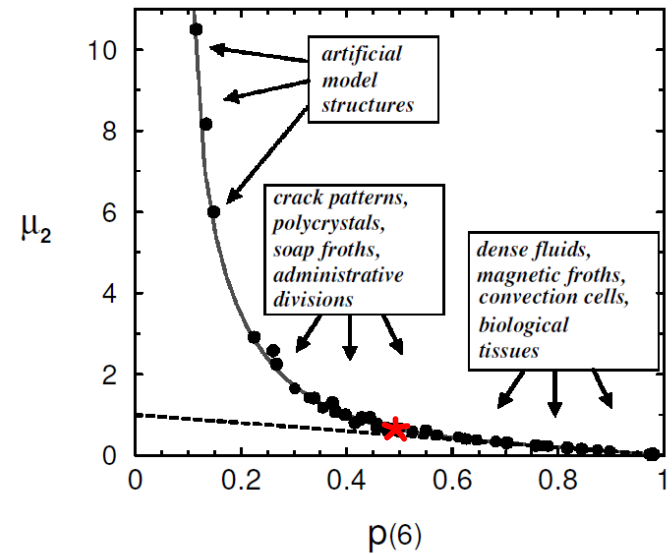 10
artificial
model
structures
8
6
μ2
crack patterns,
polycrystals,
soap froths,
administrative
divisions
dense fluids,
magnetic froths,
convection cells,
biological
tissues
4
2
0
0
0.2
0.4
0.6
0.8
1
p(6)